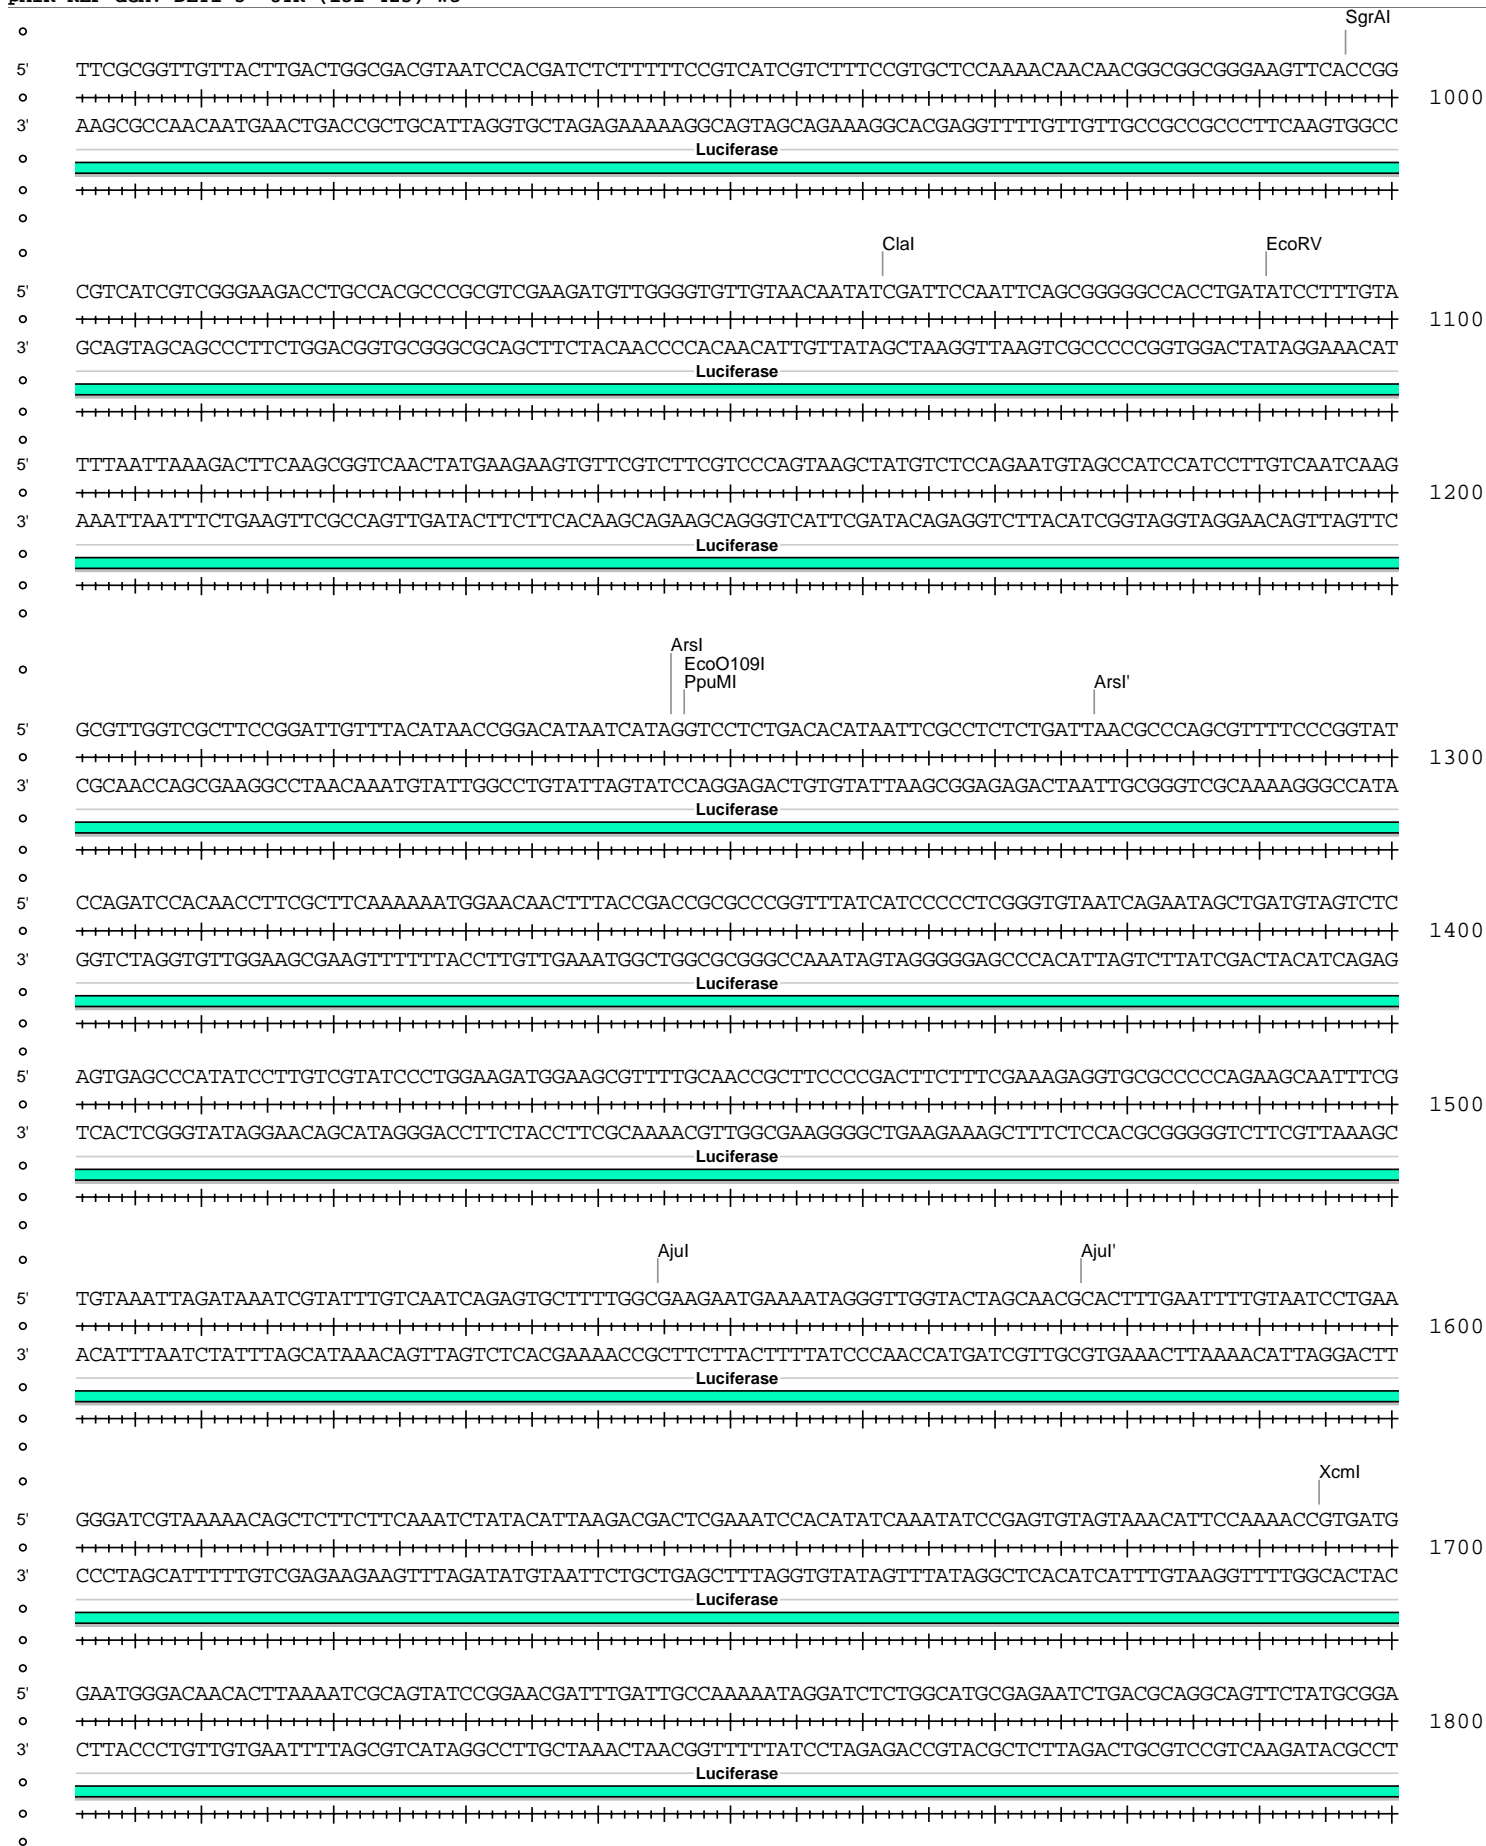 SgrAI
5' TTCGCGGTTGTTACTTGACTGGCGACGTAATCCACGATCTCTTTTTCCGTCATCGTCTTTCCGTGCTCCAAAACAACAACGGCGGCGGGAAGTTCACCGG
1000
3' AAGCGCCAACAATGAACTGACCGCTGCATTAGGTGCTAGAGAAAAAGGCAGTAGCAGAAAGGCACGAGGTTTTGTTGTTGCCGCCGCCCTTCAAGTGGCC
Luciferase
ClaI EcoRV
5' CGTCATCGTCGGGAAGACCTGCCACGCCCGCGTCGAAGATGTTGGGGTGTTGTAACAATATCGATTCCAATTCAGCGGGGGCCACCTGATATCCTTTGTA
1100
3' GCAGTAGCAGCCCTTCTGGACGGTGCGGGCGCAGCTTCTACAACCCCACAACATTGTTATAGCTAAGGTTAAGTCGCCCCCGGTGGACTATAGGAAACAT
Luciferase
5' TTTAATTAAAGACTTCAAGCGGTCAACTATGAAGAAGTGTTCGTCTTCGTCCCAGTAAGCTATGTCTCCAGAATGTAGCCATCCATCCTTGTCAATCAAG
1200
3' AAATTAATTTCTGAAGTTCGCCAGTTGATACTTCTTCACAAGCAGAAGCAGGGTCATTCGATACAGAGGTCTTACATCGGTAGGTAGGAACAGTTAGTTC
Luciferase
ArsI
EcoO109I
PpuMI ArsI'
5' GCGTTGGTCGCTTCCGGATTGTTTACATAACCGGACATAATCATAGGTCCTCTGACACATAATTCGCCTCTCTGATTAACGCCCAGCGTTTTCCCGGTAT
1300
3' CGCAACCAGCGAAGGCCTAACAAATGTATTGGCCTGTATTAGTATCCAGGAGACTGTGTATTAAGCGGAGAGACTAATTGCGGGTCGCAAAAGGGCCATA
Luciferase
5' CCAGATCCACAACCTTCGCTTCAAAAAATGGAACAACTTTACCGACCGCGCCCGGTTTATCATCCCCCTCGGGTGTAATCAGAATAGCTGATGTAGTCTC
1400
3' GGTCTAGGTGTTGGAAGCGAAGTTTTTTACCTTGTTGAAATGGCTGGCGCGGGCCAAATAGTAGGGGGAGCCCACATTAGTCTTATCGACTACATCAGAG
Luciferase
5' AGTGAGCCCATATCCTTGTCGTATCCCTGGAAGATGGAAGCGTTTTGCAACCGCTTCCCCGACTTCTTTCGAAAGAGGTGCGCCCCCAGAAGCAATTTCG
1500
3' TCACTCGGGTATAGGAACAGCATAGGGACCTTCTACCTTCGCAAAACGTTGGCGAAGGGGCTGAAGAAAGCTTTCTCCACGCGGGGGTCTTCGTTAAAGC
Luciferase
AjuI AjuI'
5' TGTAAATTAGATAAATCGTATTTGTCAATCAGAGTGCTTTTGGCGAAGAATGAAAATAGGGTTGGTACTAGCAACGCACTTTGAATTTTGTAATCCTGAA
1600
3' ACATTTAATCTATTTAGCATAAACAGTTAGTCTCACGAAAACCGCTTCTTACTTTTATCCCAACCATGATCGTTGCGTGAAACTTAAAACATTAGGACTT
Luciferase
XcmI
5' GGGATCGTAAAAACAGCTCTTCTTCAAATCTATACATTAAGACGACTCGAAATCCACATATCAAATATCCGAGTGTAGTAAACATTCCAAAACCGTGATG
1700
3' CCCTAGCATTTTTGTCGAGAAGAAGTTTAGATATGTAATTCTGCTGAGCTTTAGGTGTATAGTTTATAGGCTCACATCATTTGTAAGGTTTTGGCACTAC
Luciferase
5' GAATGGGACAACACTTAAAATCGCAGTATCCGGAACGATTTGATTGCCAAAAATAGGATCTCTGGCATGCGAGAATCTGACGCAGGCAGTTCTATGCGGA
1800
3' CTTACCCTGTTGTGAATTTTAGCGTCATAGGCCTTGCTAAACTAACGGTTTTTATCCTAGAGACCGTACGCTCTTAGACTGCGTCCGTCAAGATACGCCT
Luciferase